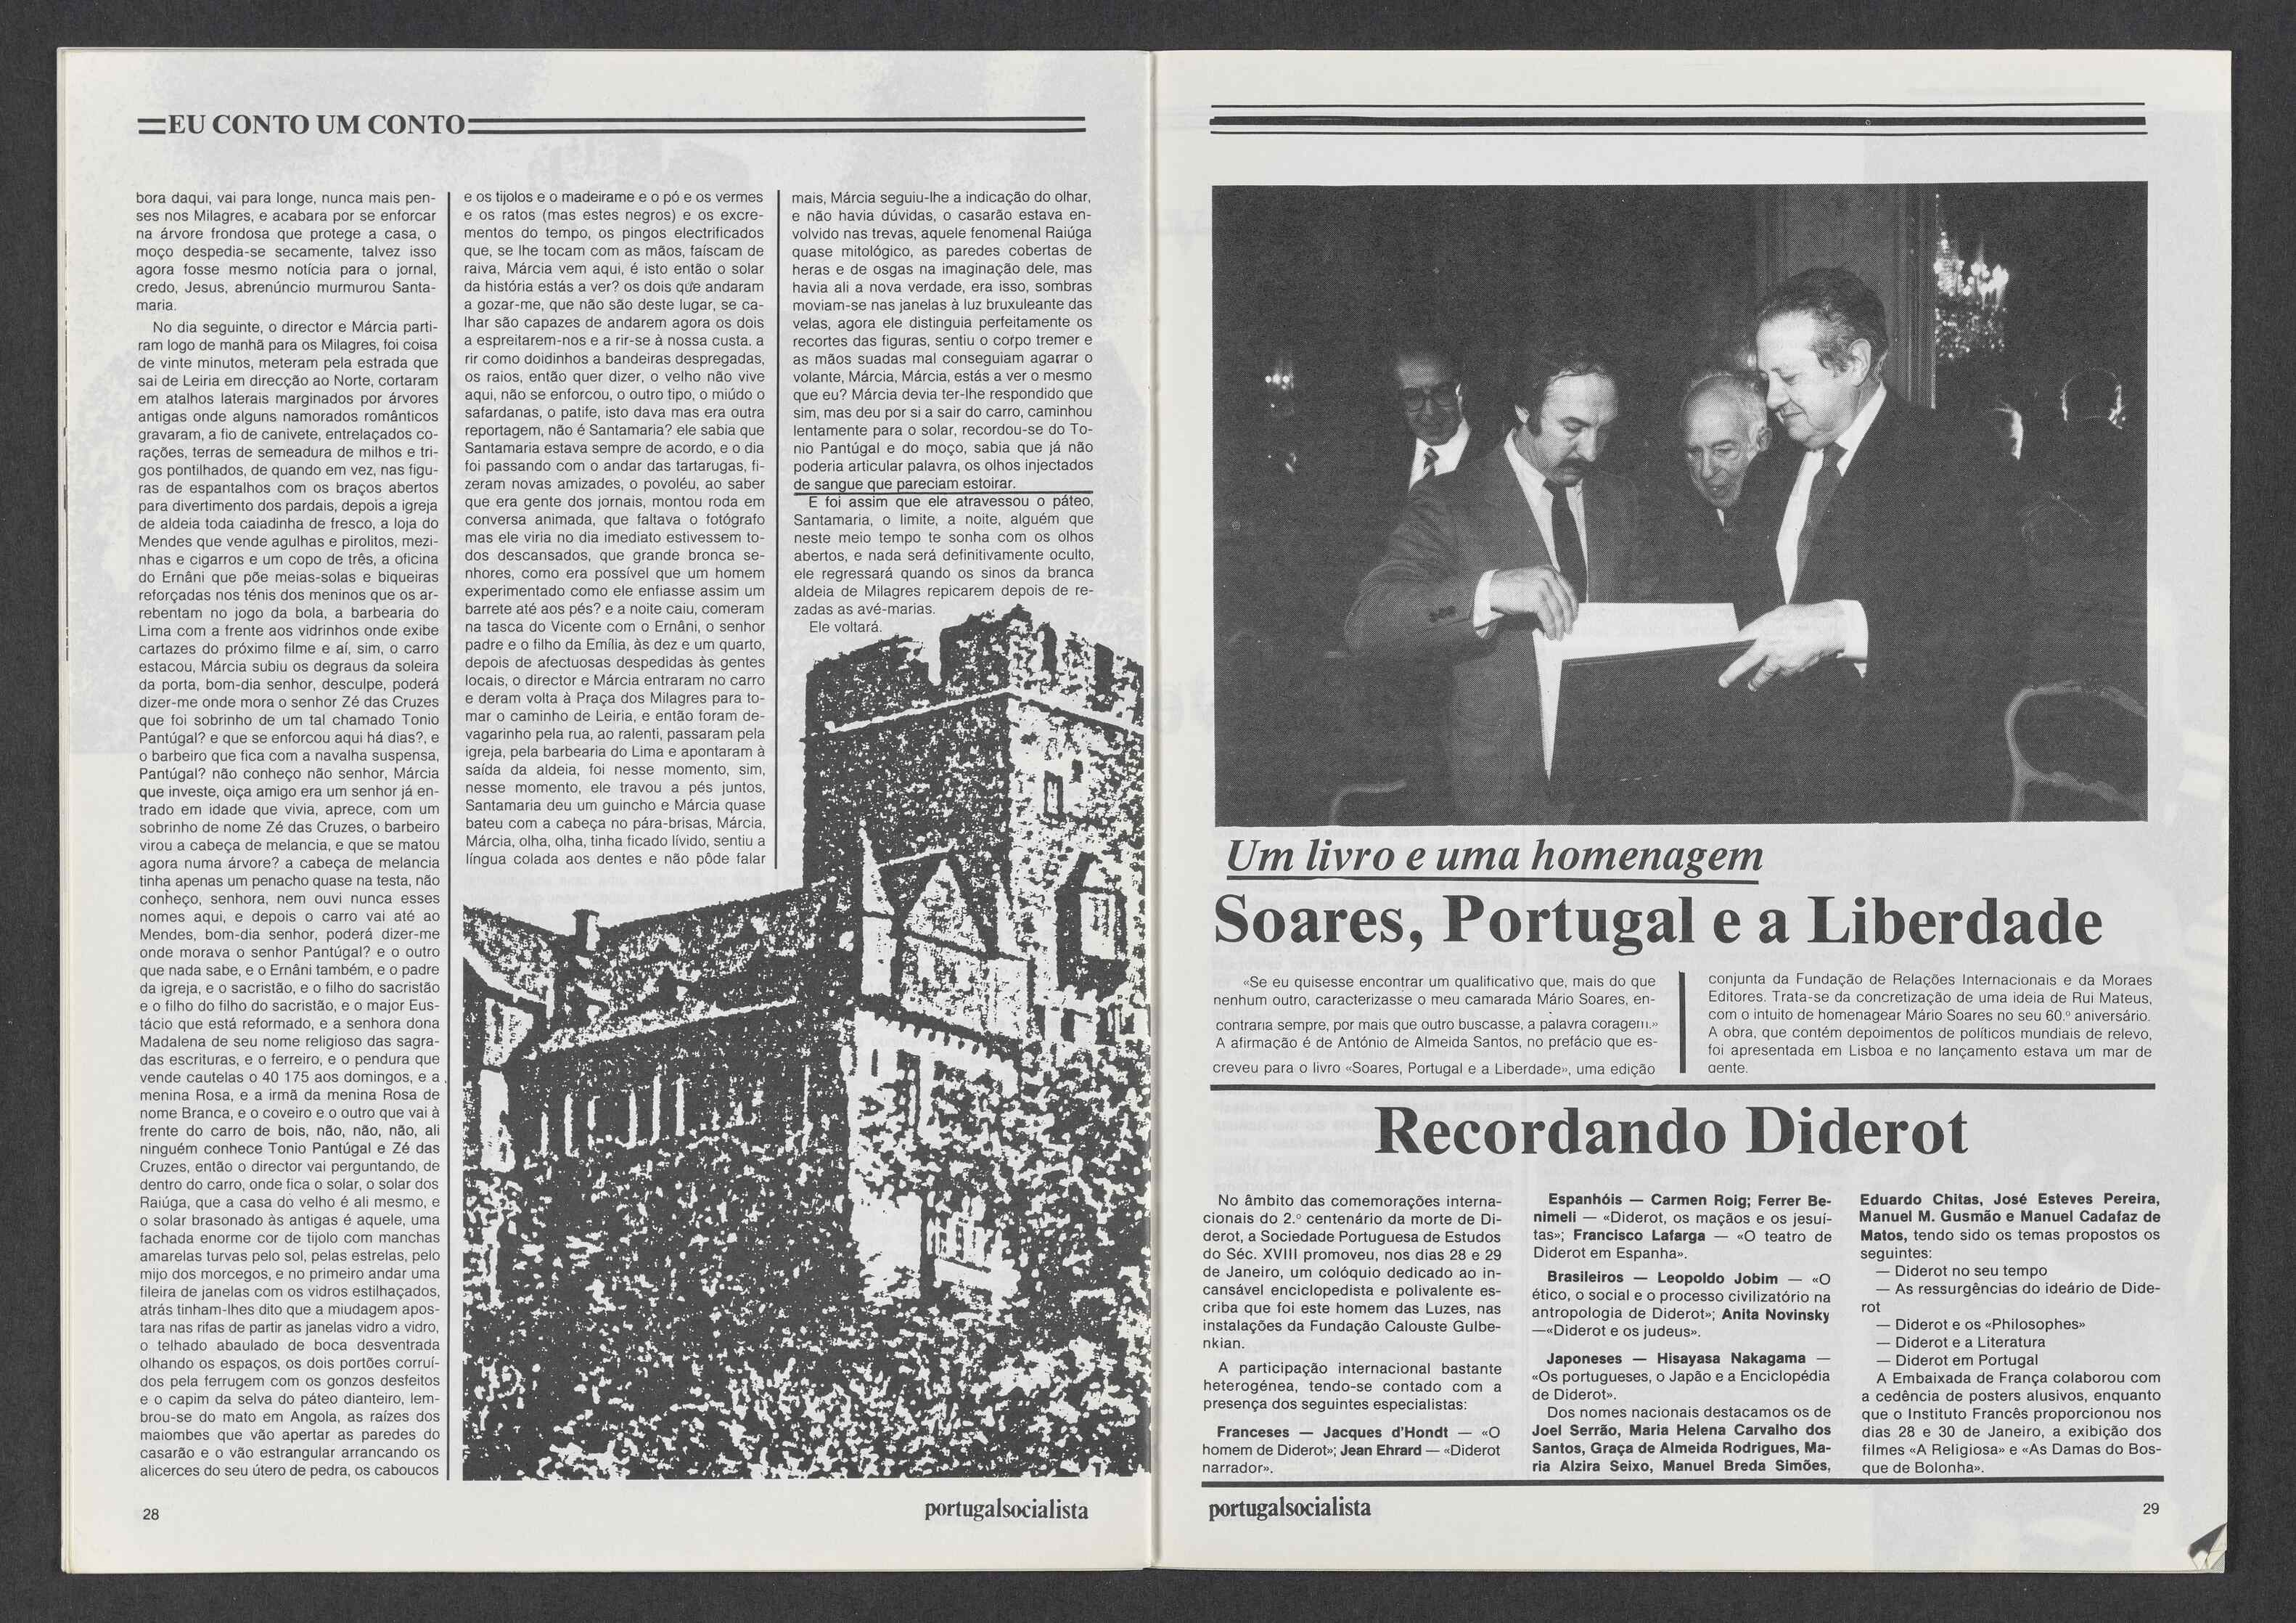 EU CONTO UM CONTO
bora daqui, vai para longe, nunca mais pen-
ses nos Milagres, e acabara por se enforcar
na árvore frondosa que protege a casa, o
moço despedia-se secamente, talvez isso
agora fosse mesmo notícia para o jornal,
credo, Jesus, abrenúncio murmurou Santa-
maria.
No dia seguinte, o director e Márcia parti-
ram logo de manhã para os Milagres, foi coisa
de vinte minutos, meteram pela estrada que
sai de Leiria em direcção ao Norte, cortaram
em atalhos laterais marginados por árvores
antigas onde alguns namorados românticos
gravaram, a fio de canivete, entrelaçados co-
rações, terras de semeadura de milhos e tri-
gos pontilhados, de quando em vez, nas figu-
ras de espantalhos com os braços abertos
para divertimento dos pardais, depois a igreja
de aldeia toda caiadinha de fresco, a loja do
Mendes que vende agulhas e pirolitos, mezi-
nhas e cigarros e um copo de três, a oficina
do Ernâni que põe meias-solas e biqueiras
reforçadas nos ténis dos meninos que os ar-
rebentam no jogo da bola, a barbearia do
Lima com a frente aos vidrinhos onde exibe
cartazes do próximo filme e aí, sim, o carro
estacou, Márcia subiu os degraus da soleira
da porta, bom-dia senhor, desculpe, poderá
dizer-me onde mora o senhor Zé das Cruzes
que foi sobrinho de um tal chamado Tonio
Pantúgal? e que se enforcou aqui há dias?, e
o barbeiro que fica com a navalha suspensa,
Pantúgal? não conheço não senhor, Márcia
que investe, oiça amigo era um senhor já en-
trado em idade que vivia, aprece, com um
sobrinho de nome Zé das Cruzes, o barbeiro
virou a cabeça de melancia, e que se matou
agora numa árvore? a cabeça de melancia
tinha apenas um penacho quase na testa, não
conheço, senhora, nem ouvi nunca esses
nomes aqui, e depois o carro vai até ao
Mendes, bom-dia senhor, poderá dizer-me
onde morava o senhor Pantúgal? e o outro
que nada sabe, e o Ernâni também, e o padre
da igreja, e o sacristão, e o filho do sacristão
e o filho do filho do sacristão, e o major Eus-
tácio que está reformado, e a senhora dona
Madalena de seu nome religioso das sagra-
das escrituras, e o ferreiro, e o pendura que
vende cautelas o 40 175 aos domingos, e a
menina Rosa, e a irmã da menina Rosa de
nome Branca, e o coveiro e o outro que vai à
frente do carro de bois, não, não, não, ali
ninguém conhece Tonio Pantúgal e Zé das
Cruzes, então o director vai perguntando, de
dentro do carro, onde fica o solar, o solar dos
Raiúga, que a casa do velho é ali mesmo, e
o solar brasonado às antigas é aquele, uma
fachada enorme cor de tijolo com manchas
amarelas turvas pelo sol, pelas estrelas, pelo
mijo dos morcegos, e no primeiro andar uma
fileira de janelas com os vidros estilhaçados,
atrás tinham-lhes dito que a miudagem apos-
tara nas rifas de partir as janelas vidro a vidro,
o telhado abaulado de boca desventrada
olhando os espaços, os dois portões corruí-
dos pela ferrugem com os gonzos desfeitos
e o capim da selva do páteo dianteiro, lem-
brou-se do mato em Angola, as raízes dos
maiombes que vão apertar as paredes do
casarão e o vão estrangular arrancando os
alicerces do seu útero de pedra, os caboucos
e os tijolos e o madeirame e o pó e os vermes
e os ratos (mas estes negros) e os excre-
mentos do tempo, os pingos electrificados
que, se lhe tocam com as mãos, faíscam de
raiva, Márcia vem aqui, é isto então o solar
da história estás a ver? os dois que andaram
a gozar-me, que não são deste lugar, se ca-
lhar são capazes de andarem agora os dois
a espreitarem-nos e a rir-se à nossa custa. a
rir como doidinhos a bandeiras despregadas,
os raios, então quer dizer, o velho não vive
aqui, não se enforcou, o outro tipo, o miúdo o
safardanas, o patife, isto dava mas era outra
reportagem, não é Santamaria? ele sabia que
Santamaria estava sempre de acordo, e o dia
foi passando com o andar das tartarugas, fi-
zeram novas amizades, o povoléu, ao saber
que era gente dos jornais, montou roda em
conversa animada, que faltava o fotógrafo
mas ele viria no dia imediato estivessem to-
dos descansados, que grande bronca se-
nhores, como era possível que um homem
experimentado como ele enfiasse assim um
barrete até aos pés? e a noite caiu, comeram
na tasca do Vicente com o Ernâni, o senhor
padre e o filho da Emília, às dez e um quarto,
depois de afectuosas despedidas às gentes
locais, o director e Márcia entraram no carro
e deram volta à Praça dos Milagres para to-
mar o caminho de Leiria, e então foram de-
vagarinho pela rua, ao ralenti, passaram pela
igreja, pela barbearia do Lima e apontaram à
saída da aldeia, foi nesse momento, sim,
nesse momento, ele travou a pés juntos,
Santamaria deu um guincho e Márcia quase
bateu com a cabeça no pára-brisas, Márcia,
Márcia, olha, olha, tinha ficado lívido, sentiu a
língua colada aos dentes e não pôde falar
mais, Márcia seguiu-lhe a indicação do olhar,
e não havia dúvidas, o casarão estava en-
volvido nas trevas, aquele fenomenal Raiúga
quase mitológico, as paredes cobertas de
heras e de osgas na imaginação dele, mas
havia ali a nova verdade, era isso, sombras
moviam-se nas janelas à luz bruxuleante das
velas, agora ele distinguia perfeitamente os
recortes das figuras, sentiu o corpo tremer e
as mãos suadas mal conseguiam agarrar o
volante, Márcia, Márcia, estás a ver o mesmo
que eu? Márcia devia ter-lhe respondido que
sim, mas deu por si a sair do carro, caminhou
lentamente para o solar, recordou-se do To-
nio Pantúgal e do moço, sabia que já não
poderia articular palavra, os olhos injectados
de sangue que pareciam estoirar.
E foi assim que ele atravessou o páteo,
Santamaria, o limite, a noite, alguém que
neste meio tempo te sonha com os olhos
abertos, e nada será definitivamente oculto,
ele regressará quando os sinos da branca
aldeia de Milagres repicarem depois de re-
zadas as avé-marias.
Ele voltará.
28
portugalsocialista
Um livro e uma homenagem
Soares, Portugal e a Liberdade
«Se eu quisesse encontrar um qualificativo que, mais do que
nenhum outro, caracterizasse o meu camarada Mário Soares, en-
contraria sempre, por mais que outro buscasse, a palavra coragem.»
A afirmação é de António de Almeida Santos, no prefácio que es-
creveu para o livro «Soares, Portugal e a Liberdade», uma edição
conjunta da Fundação de Relações Internacionais e da Moraes
Editores. Trata-se da concretização de uma ideia de Rui Mateus,
com o intuito de homenagear Mário Soares no seu 60.º aniversário.
A obra, que contém depoimentos de políticos mundiais de relevo,
foi apresentada em Lisboa e no lançamento estava um mar de
gente.
Recordando Diderot
No âmbito das comemorações interna-
cionais do 2.º centenário da morte de Di-
derot, a Sociedade Portuguesa de Estudos
do Séc. XVIII promoveu, nos dias 28 e 29
de Janeiro, um colóquio dedicado ao in-
cansável enciclopedista e polivalente es-
criba que foi este homem das Luzes, nas
instalações da Fundação Calouste Gulbe-
nkian.
A participação internacional bastante
heterogénea, tendo-se contado com a
presença dos seguintes especialistas:
Franceses — Jacques d'Hondt — «O
homem de Diderot»; Jean Ehrard — «Diderot
narrador».
Espanhóis — Carmen Roig; Ferrer Be-
nimeli — «Diderot, os maçãos e os jesuí-
tas»; Francisco Lafarga — «O teatro de
Diderot em Espanha».
Brasileiros — Leopoldo Jobim — «O
ético, o social e o processo civilizatório na
antropologia de Diderot»; Anita Novinsky
—«Diderot e os judeus».
Japoneses — Hisayasa Nakagama —
«Os portugueses, o Japão e a Enciclopédia
de Diderot».
Dos nomes nacionais destacamos os de
Joel Serrão, Maria Helena Carvalho dos
Santos, Graça de Almeida Rodrigues, Ma-
ria Alzira Seixo, Manuel Breda Simões,
Eduardo Chitas, José Esteves Pereira,
Manuel M. Gusmão e Manuel Cadafaz de
Matos, tendo sido os temas propostos os
seguintes:
— Diderot no seu tempo
— As ressurgências do ideário de Dide-
rot
— Diderot e os «Philosophes»
— Diderot e a Literatura
— Diderot em Portugal
A Embaixada de França colaborou com
a cedência de posters alusivos, enquanto
que o Instituto Francês proporcionou nos
dias 28 e 30 de Janeiro, a exibição dos
filmes «A Religiosa» e «As Damas do Bos-
que de Bolonha».
portugalsocialista
29